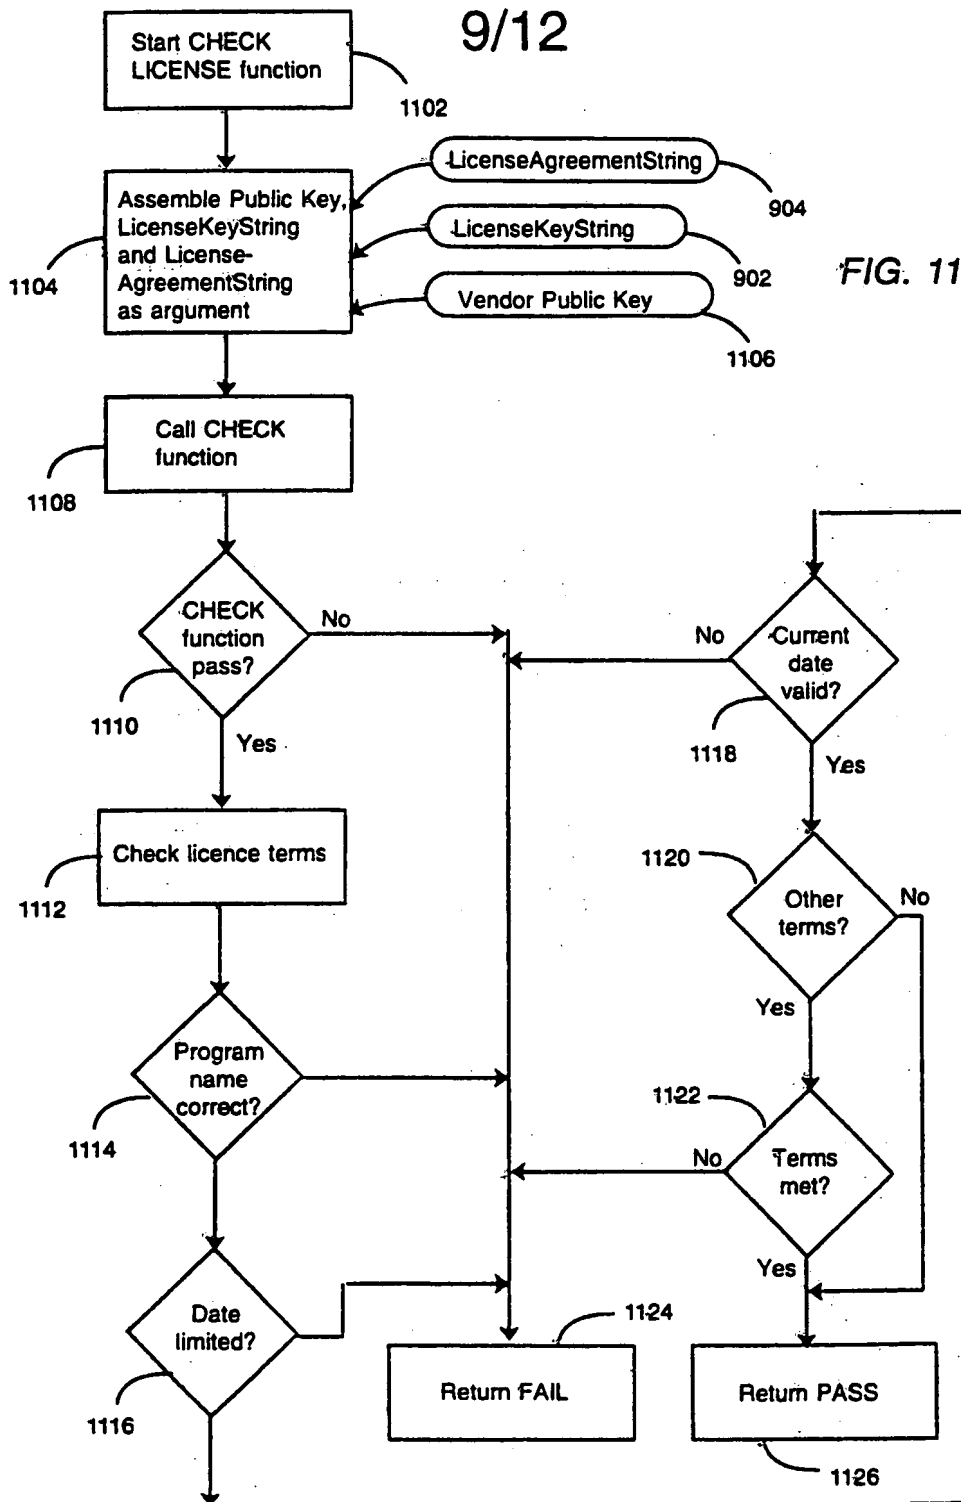 9/12
FIG. 11
Start CHECK
LICENSE function
1102
Assemble Public Key,
LicenseKeyString
and License-
AgreementString
as argument
1104
LicenseAgreementString
904
LicenseKeyString
902
Vendor Public Key
1106
Call CHECK
function
1108
CHECK
function
pass?
No
1110
Yes
Check licence terms
1112
Program
name
correct?
1114
Date
limited?
1116
Current
date
valid?
No
1118
Yes
1120
Other
terms?
No
Yes
1122
Terms
met?
No
Yes
1124
Return FAIL
Return PASS
1126